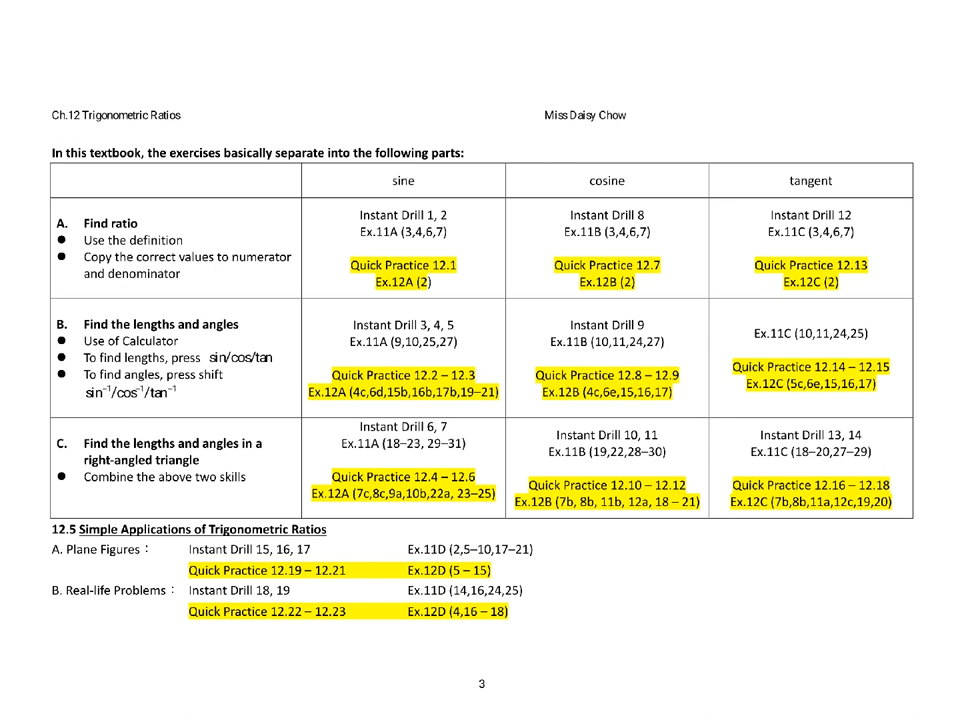 Ch.12 Trigonometric Ratios Miss Daisy Chow
In this textbook, the exercises basically separate into the following parts:
sine cosine tangent
A. Find ratio
● Use the definition
● Copy the correct values to numerator
and denominator
Instant Drill 1, 2
Ex.11A (3,4,6,7)
Quick Practice 12.1
Ex.12A (2)
Instant Drill 8
Ex.11B (3,4,6,7)
Quick Practice 12.7
Ex.12B (2)
Instant Drill 12
Ex.11C (3,4,6,7)
Quick Practice 12.13
Ex.12C (2)
B. Find the lengths and angles
● Use of Calculator
● To find lengths, press sin/cos/tan
● To find angles, press shift
sin⁻¹/cos⁻¹/tan⁻¹
Instant Drill 3, 4, 5
Ex.11A (9,10,25,27)
Quick Practice 12.2 – 12.3
Ex.12A (4c,6d,15b,16b,17b,19–21)
Instant Drill 9
Ex.11B (10,11,24,27)
Quick Practice 12.8 – 12.9
Ex.12B (4c,6e,15,16,17)
Ex.11C (10,11,24,25)
Quick Practice 12.14 – 12.15
Ex.12C (5c,6e,15,16,17)
C. Find the lengths and angles in a
right-angled triangle
● Combine the above two skills
Instant Drill 6, 7
Ex.11A (18–23, 29–31)
Quick Practice 12.4 – 12.6
Ex.12A (7c,8c,9a,10b,22a, 23–25)
Instant Drill 10, 11
Ex.11B (19,22,28–30)
Quick Practice 12.10 – 12.12
Ex.12B (7b, 8b, 11b, 12a, 18 – 21)
Instant Drill 13, 14
Ex.11C (18–20,27–29)
Quick Practice 12.16 – 12.18
Ex.12C (7b,8b,11a,12c,19,20)
12.5 Simple Applications of Trigonometric Ratios
A. Plane Figures： Instant Drill 15, 16, 17 Ex.11D (2,5–10,17–21)
Quick Practice 12.19 – 12.21 Ex.12D (5 – 15)
B. Real-life Problems： Instant Drill 18, 19 Ex.11D (14,16,24,25)
Quick Practice 12.22 – 12.23 Ex.12D (4,16 – 18)
3